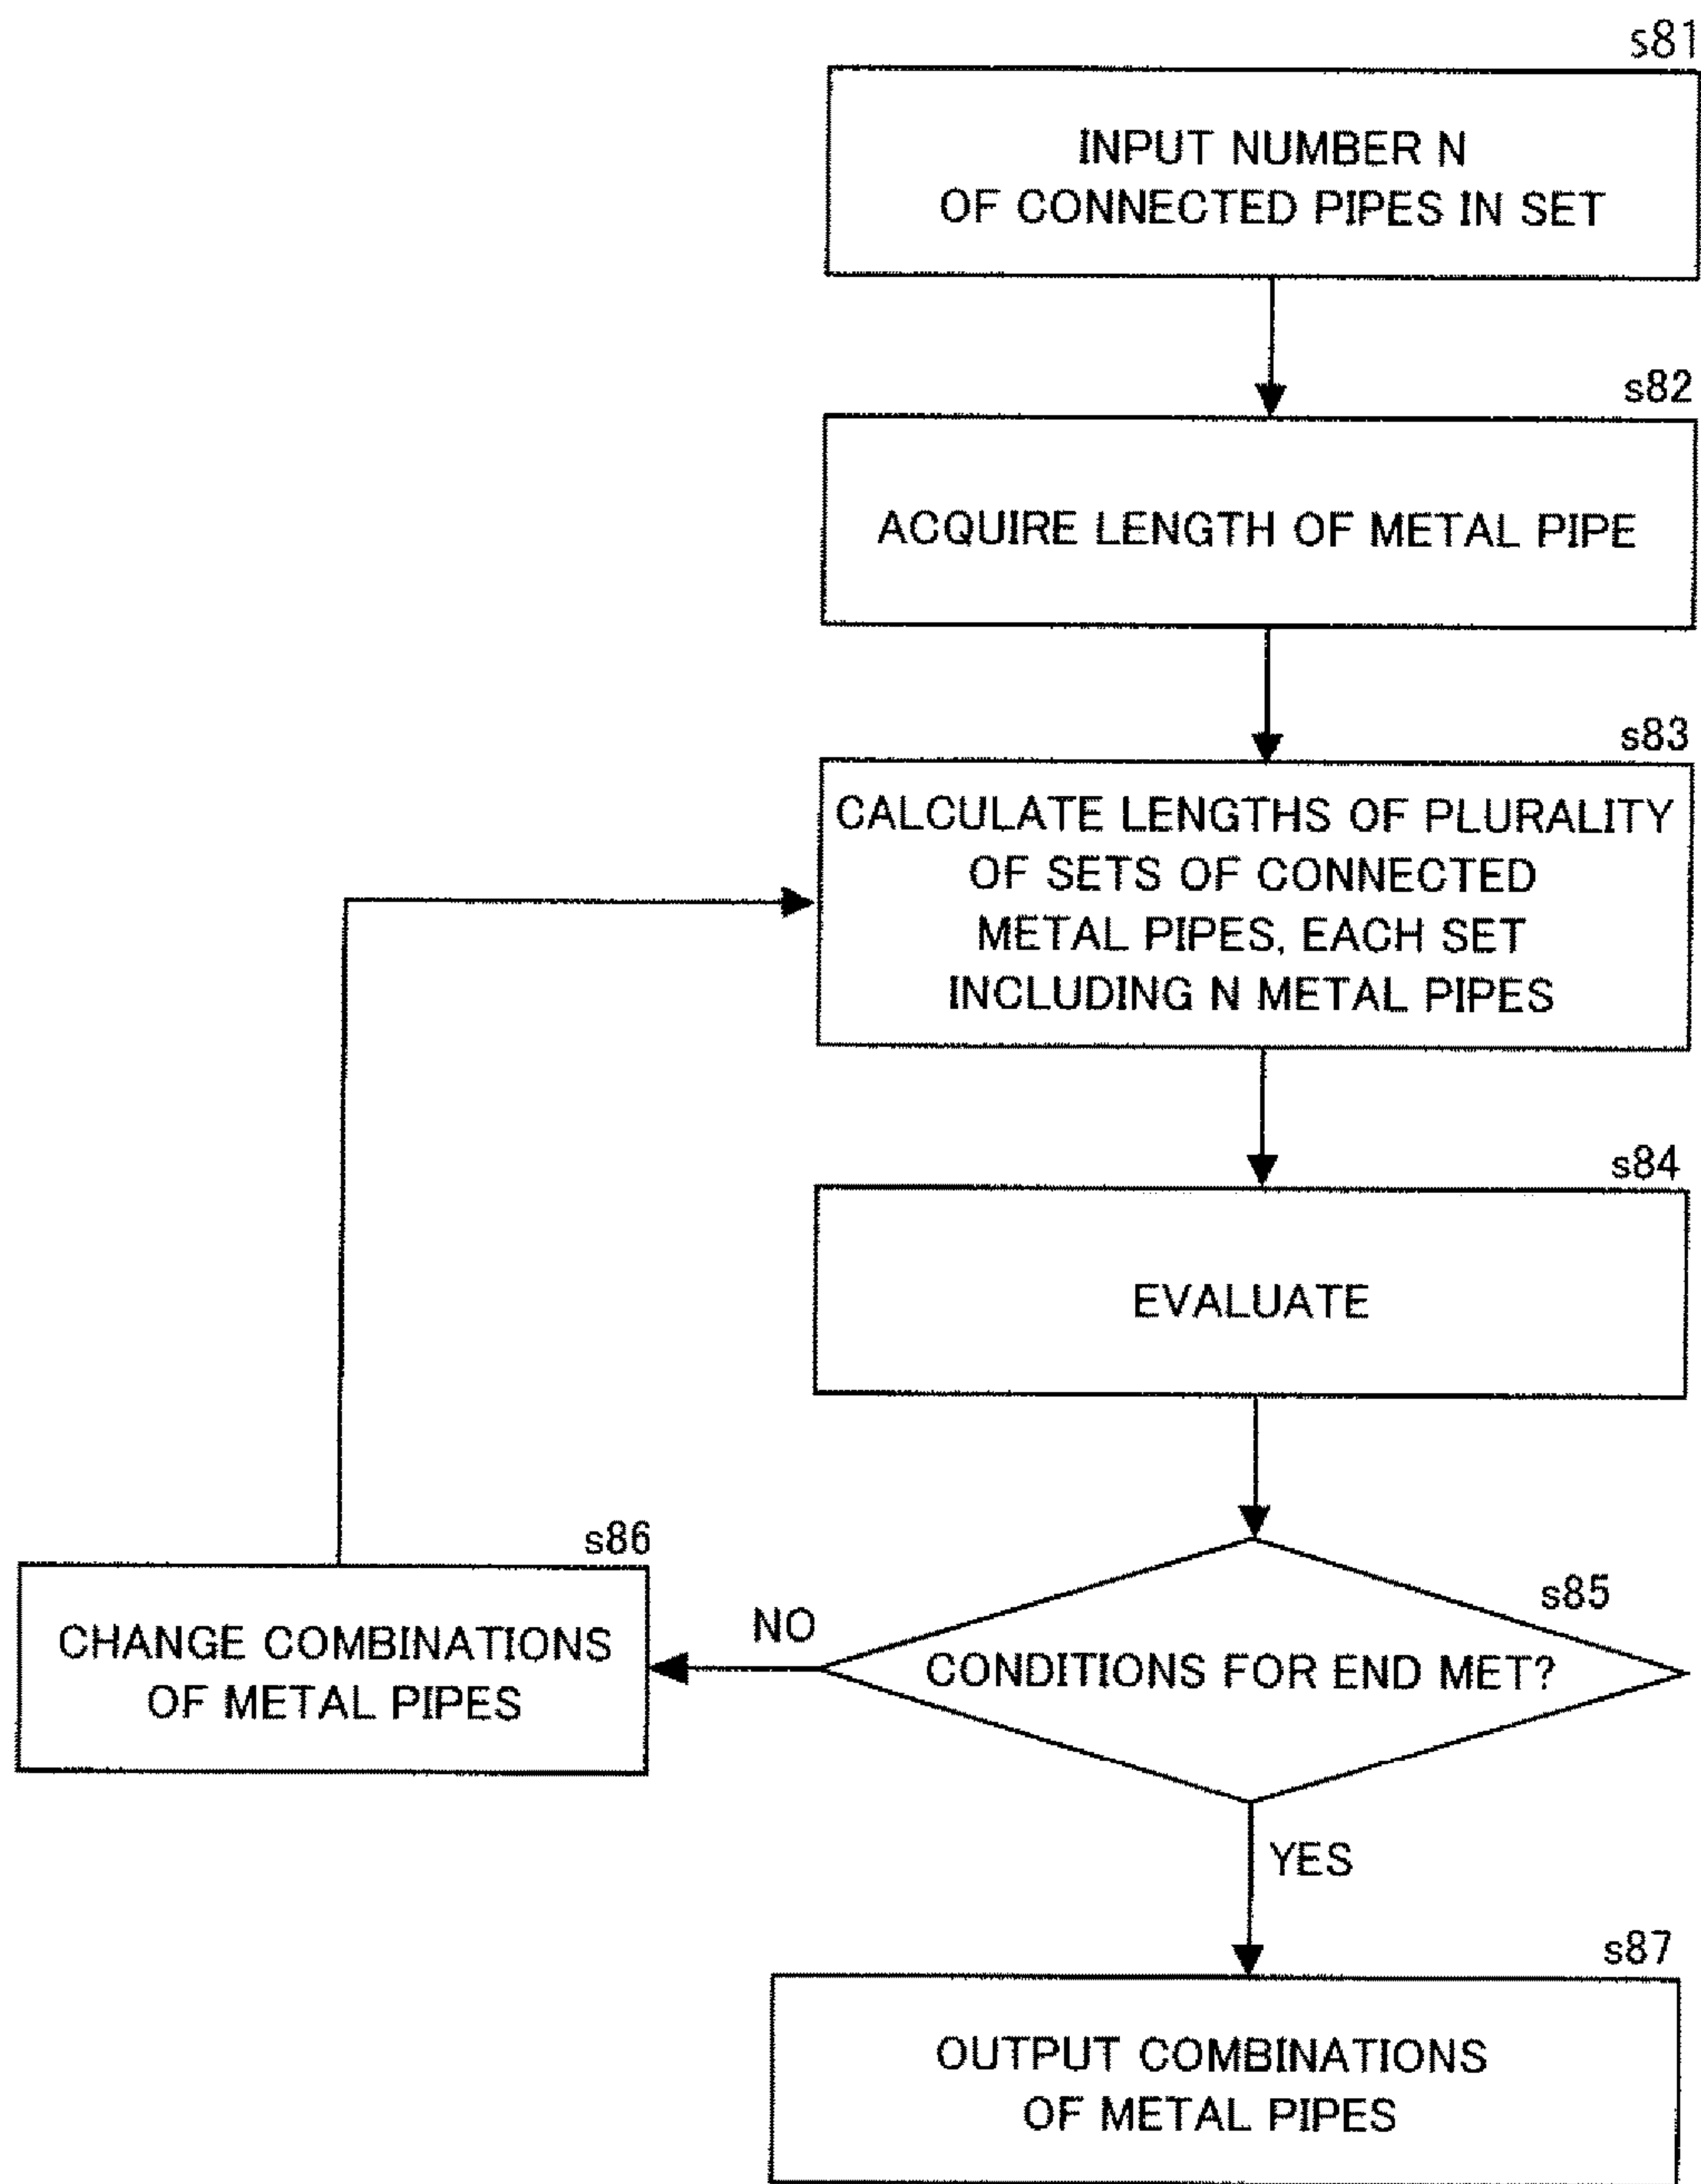 s81
INPUT NUMBER N
OF CONNECTED PIPES IN SET
s82
ACQUIRE LENGTH OF METAL PIPE
s83
CALCULATE LENGTHS OF PLURALITY
OF SETS OF CONNECTED
METAL PIPES, EACH SET
INCLUDING N METAL PIPES
s84
EVALUATE
s85
CONDITIONS FOR END MET?
NO
s86
CHANGE COMBINATIONS
OF METAL PIPES
YES
s87
OUTPUT COMBINATIONS
OF METAL PIPES